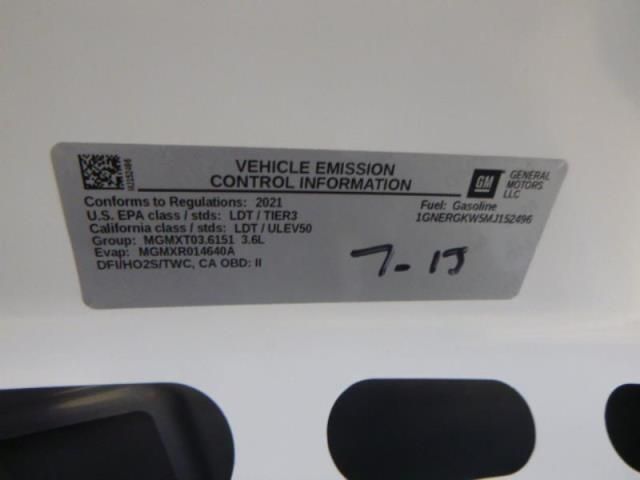 VEHICLE EMISSION
CONTROL INFORMATION
GM
GENERAL
MOTORS
LLC
Conforms to Regulations: 2021
U.S. EPA class / stds: LDT / TIER3
California class / stds: LDT / ULEV50
Group: MGMXT03.6151 3.6L
Evap: MGMXR014640A
DFI/HO2S/TWC, CA OBD: II
Fuel: Gasoline
1GNERGKW5MJ152496